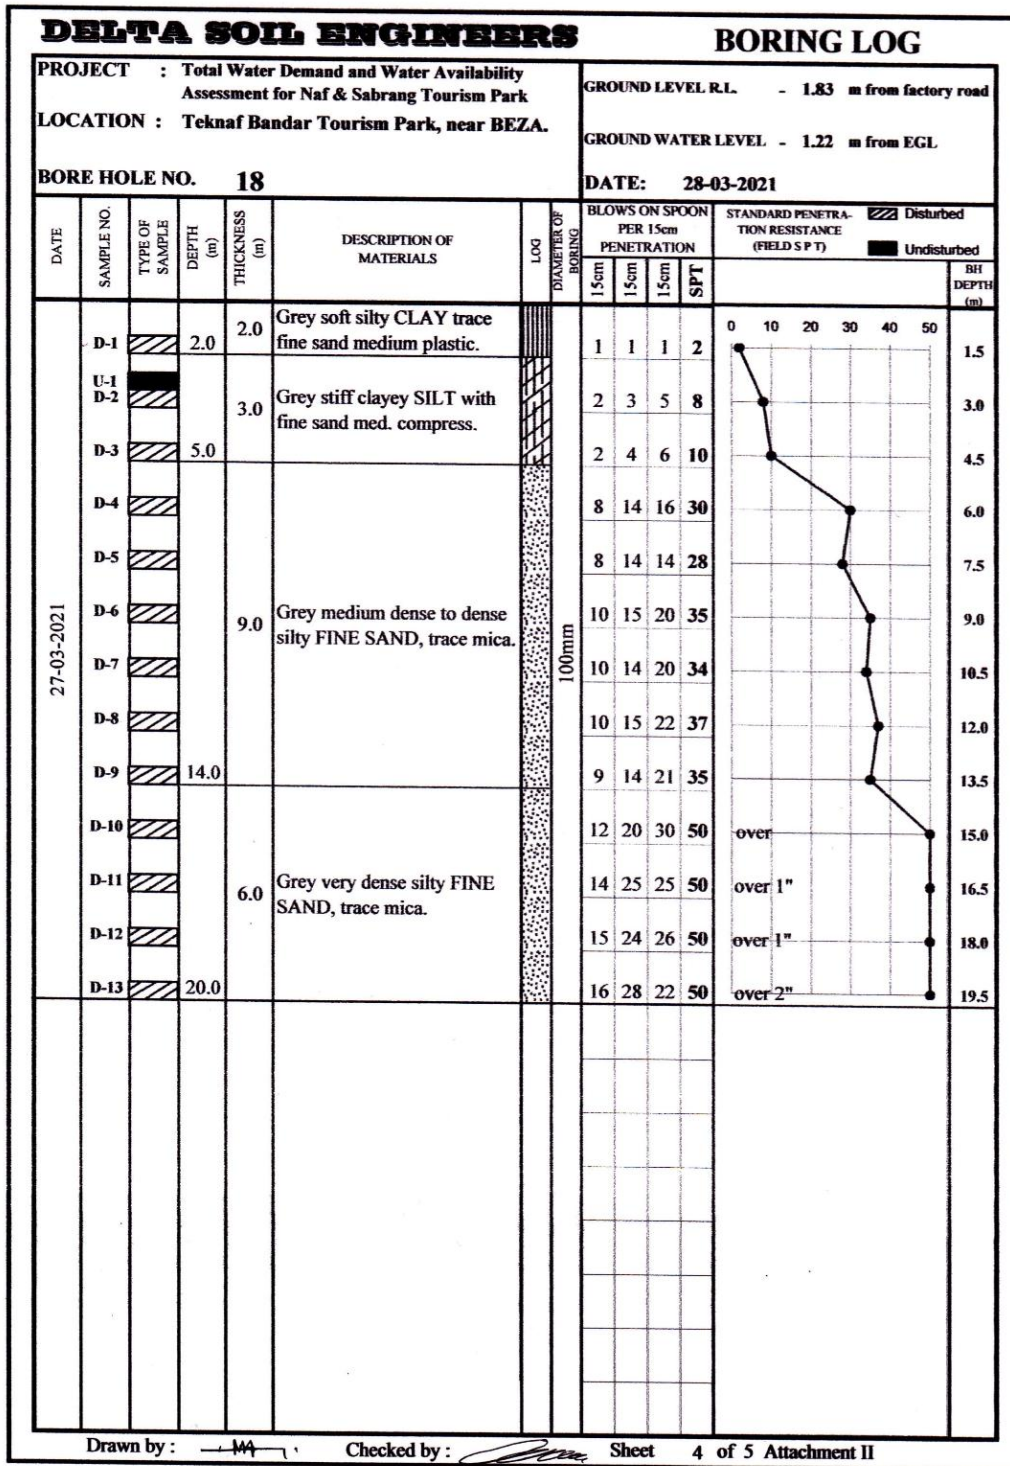 DELTA SOIL ENGINEERS
BORING LOG
PROJECT : Total Water Demand and Water Availability
Assessment for Naf & Sabrang Tourism Park
LOCATION : Teknaf Bandar Tourism Park, near BEZA.
BORE HOLE NO. 18
GROUND LEVEL R.L. - 1.83 m from factory road
GROUND WATER LEVEL - 1.22 m from EGL
DATE: 28-03-2021
DATE
SAMPLE NO.
TYPE OF SAMPLE
DEPTH (m)
THICKNESS (m)
DESCRIPTION OF MATERIALS
LOG
DIAMETER OF BORING
BLOWS ON SPOON
PER 15cm
PENETRATION
15cm 15cm 15cm SPT
STANDARD PENETRA-
TION RESISTANCE
(FIELD S P T)
Disturbed
Undisturbed
BH
DEPTH
(m)
0 10 20 30 40 50
27-03-2021
100mm
2.0 Grey soft silty CLAY trace
fine sand medium plastic.
D-1 2.0 1 1 1 2 1.5
U-1
D-2 2 3 5 8 3.0
3.0 Grey stiff clayey SILT with
fine sand med. compress.
D-3 5.0 2 4 6 10 4.5
D-4 8 14 16 30 6.0
D-5 8 14 14 28 7.5
D-6 10 15 20 35 9.0
9.0 Grey medium dense to dense
silty FINE SAND, trace mica.
D-7 10 14 20 34 10.5
D-8 10 15 22 37 12.0
D-9 14.0 9 14 21 35 13.5
D-10 12 20 30 50 over 15.0
D-11 14 25 25 50 over 1" 16.5
6.0 Grey very dense silty FINE
SAND, trace mica.
D-12 15 24 26 50 over 1" 18.0
D-13 20.0 16 28 22 50 over 2" 19.5
Drawn by : MA Checked by : Sheet 4 of 5 Attachment II